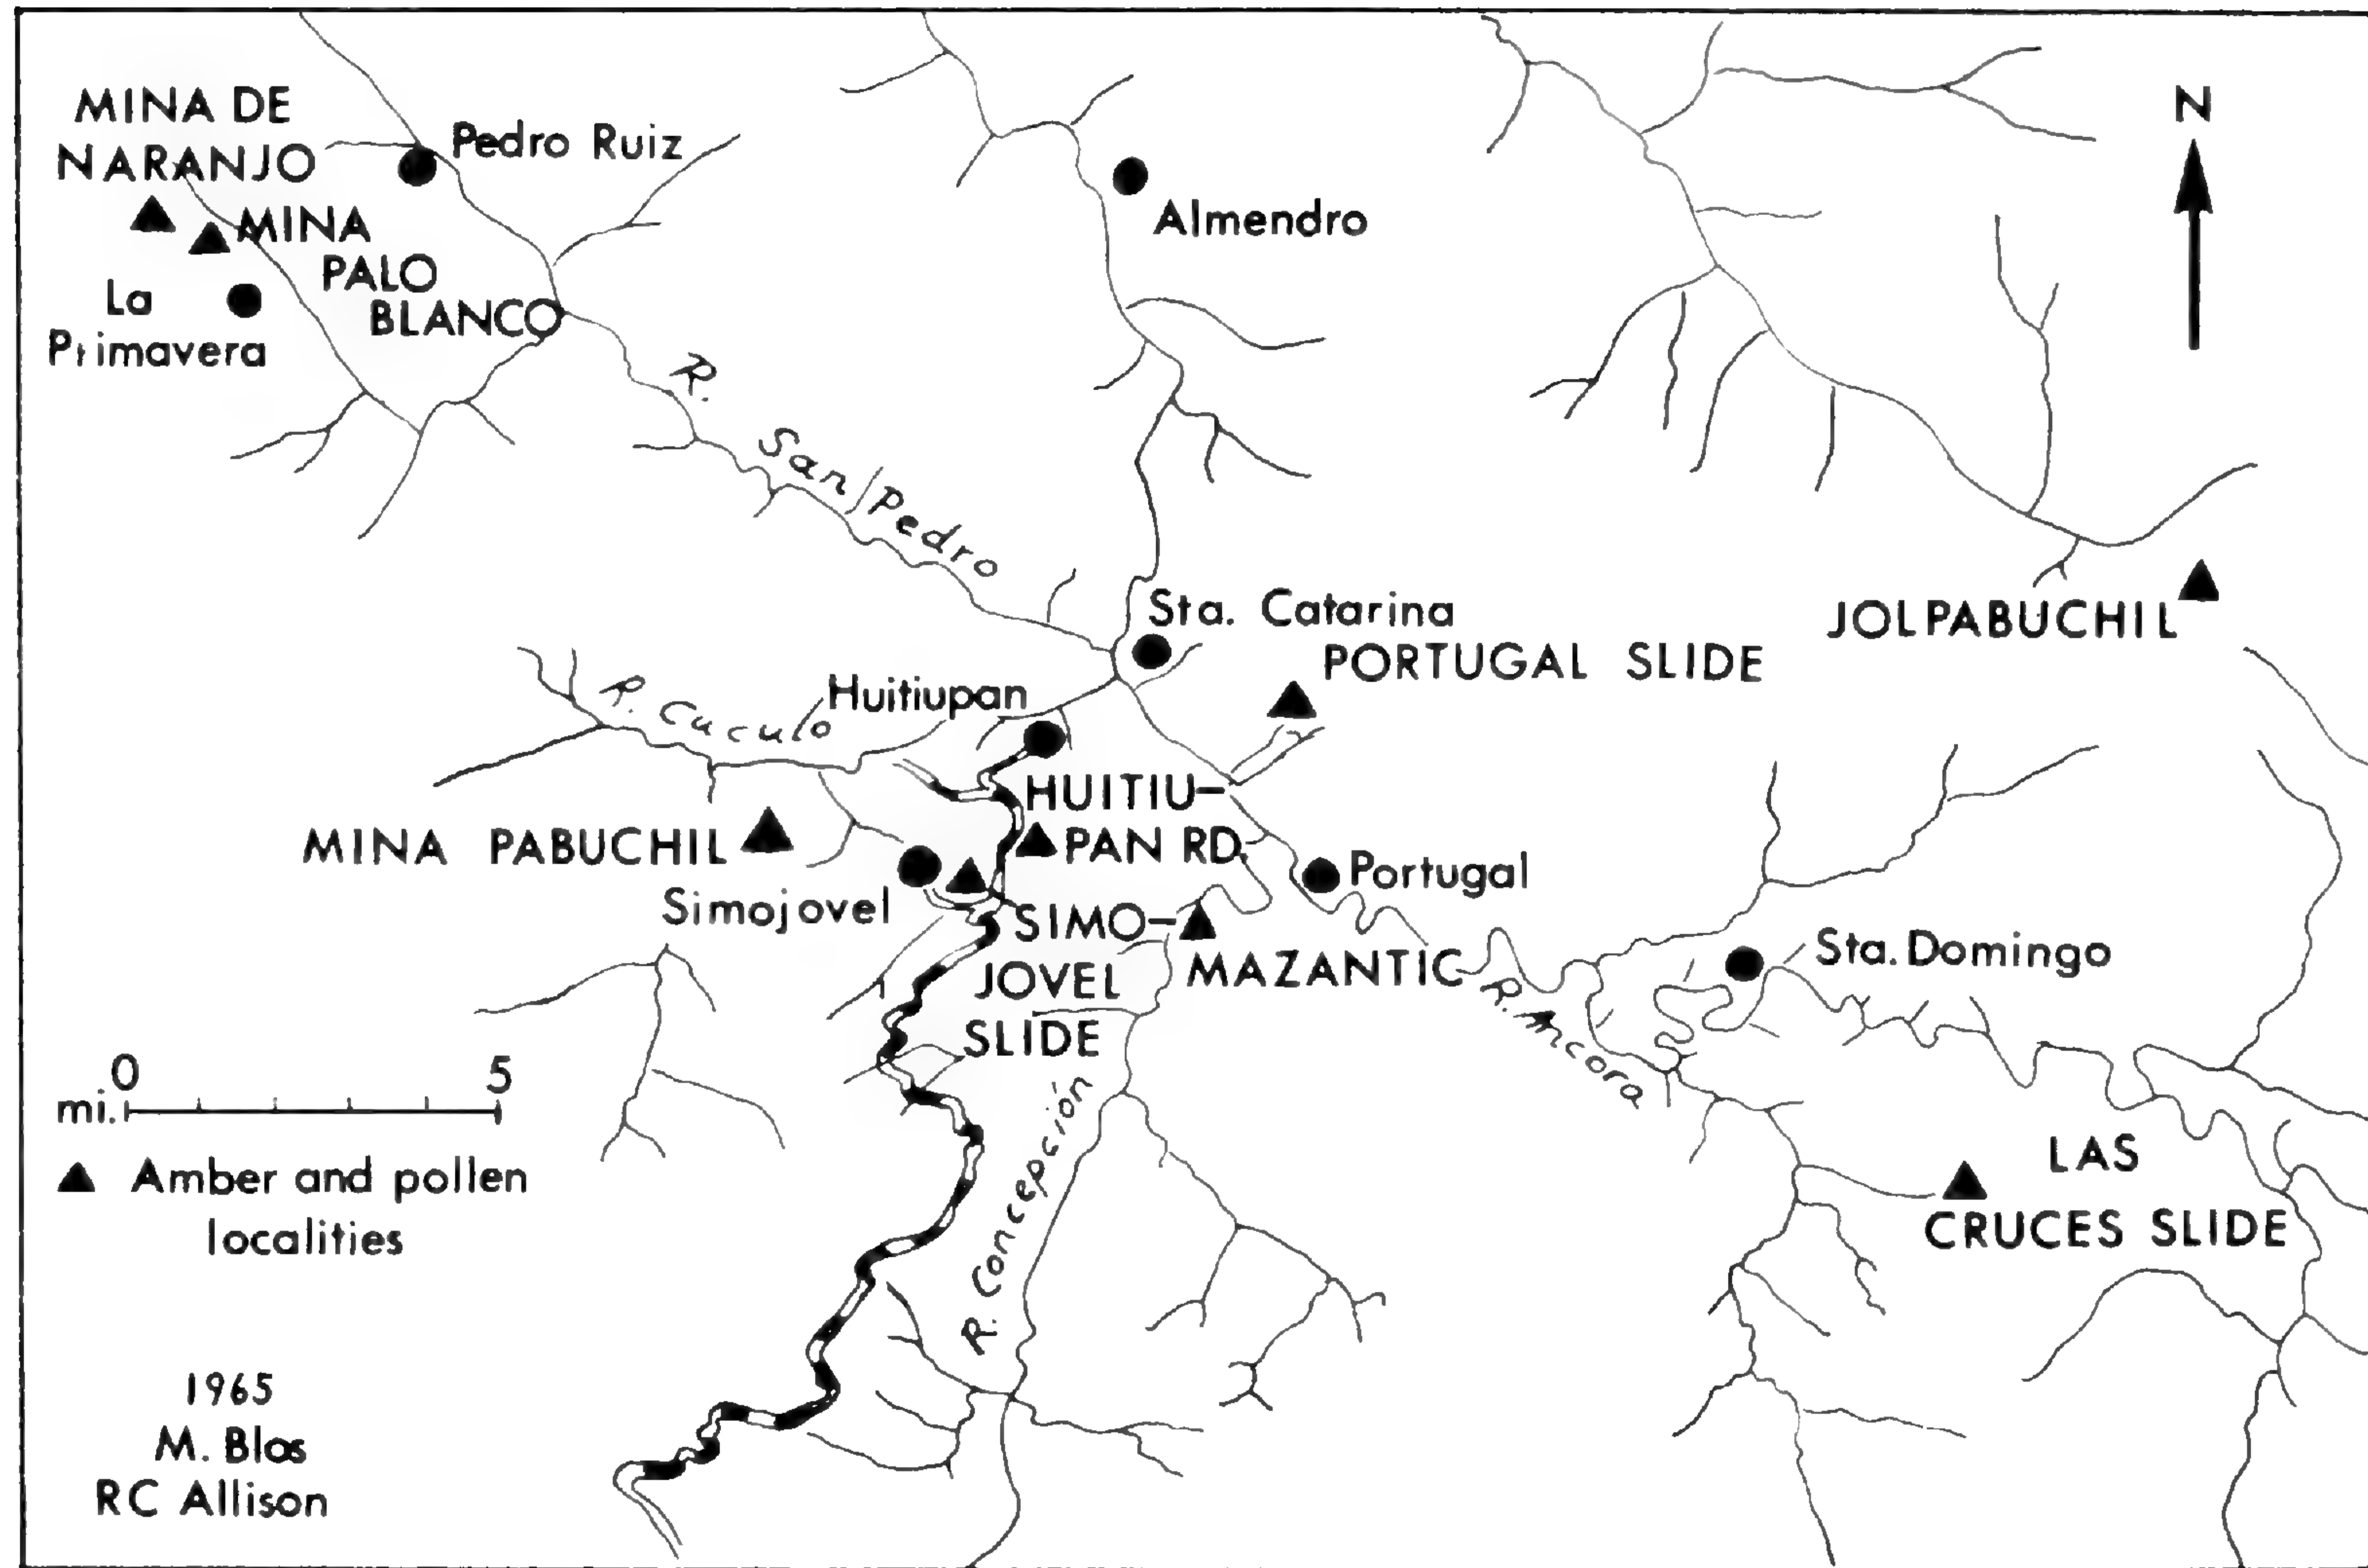 MINA DE
NARANJO
Pedro Ruiz
N
MINA
PALO
BLANCO
La
Primavera
Almendro
R. San Pedro
Sta. Catarina
PORTUGAL SLIDE
JOLPABUCHIL
R. Cuculo
Huitiupan
HUITIU-
PAN RD.
MINA PABUCHIL
Simojovel
Portugal
SIMO-
JOVEL
SLIDE
MAZANTIC
Sta. Domingo
R.
R. Concepción
LAS
CRUCES SLIDE
0 5
mi.
Amber and pollen
localities
1965
M. Blas
RC Allison